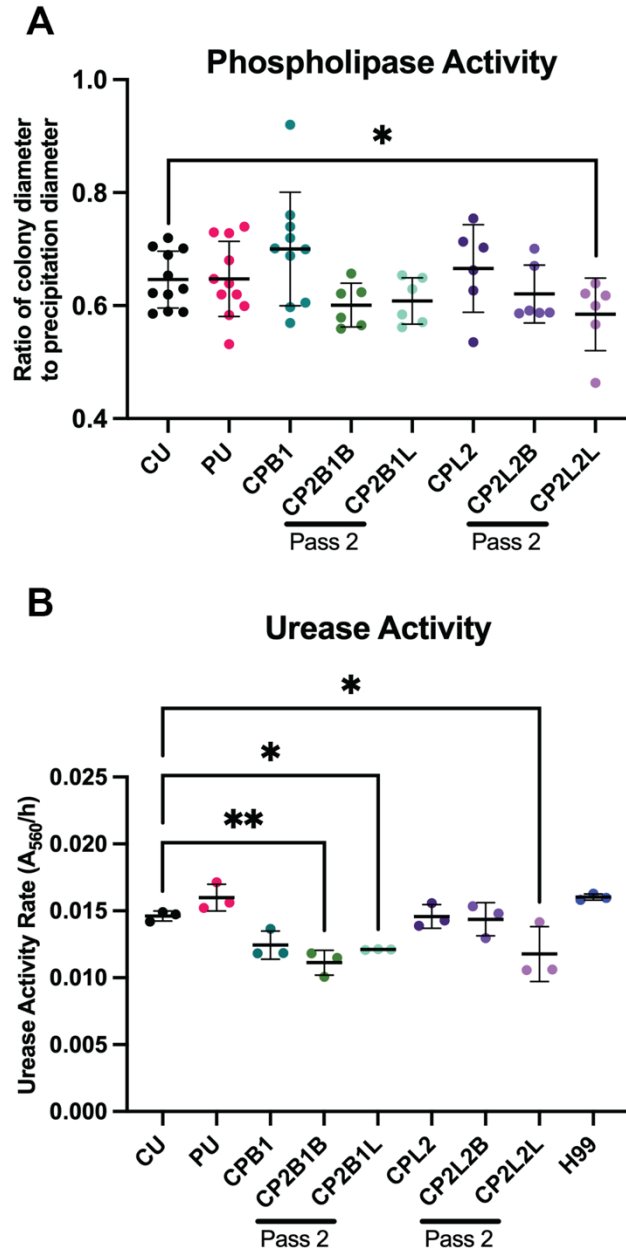 A
Phospholipase Activity
Ratio of colony diameter
to precipitation diameter
1.0
0.8
0.6
0.4
*
CU
PU
CPB1
CP2B1B
CP2B1L
CPL2
CP2L2B
CP2L2L
Pass 2
Pass 2
B
Urease Activity
Urease Activity Rate (A560/h)
0.025
0.020
0.015
0.010
0.005
0.000
*
*
**
CU
PU
CPB1
CP2B1B
CP2B1L
CPL2
CP2L2B
CP2L2L
H99
Pass 2
Pass 2